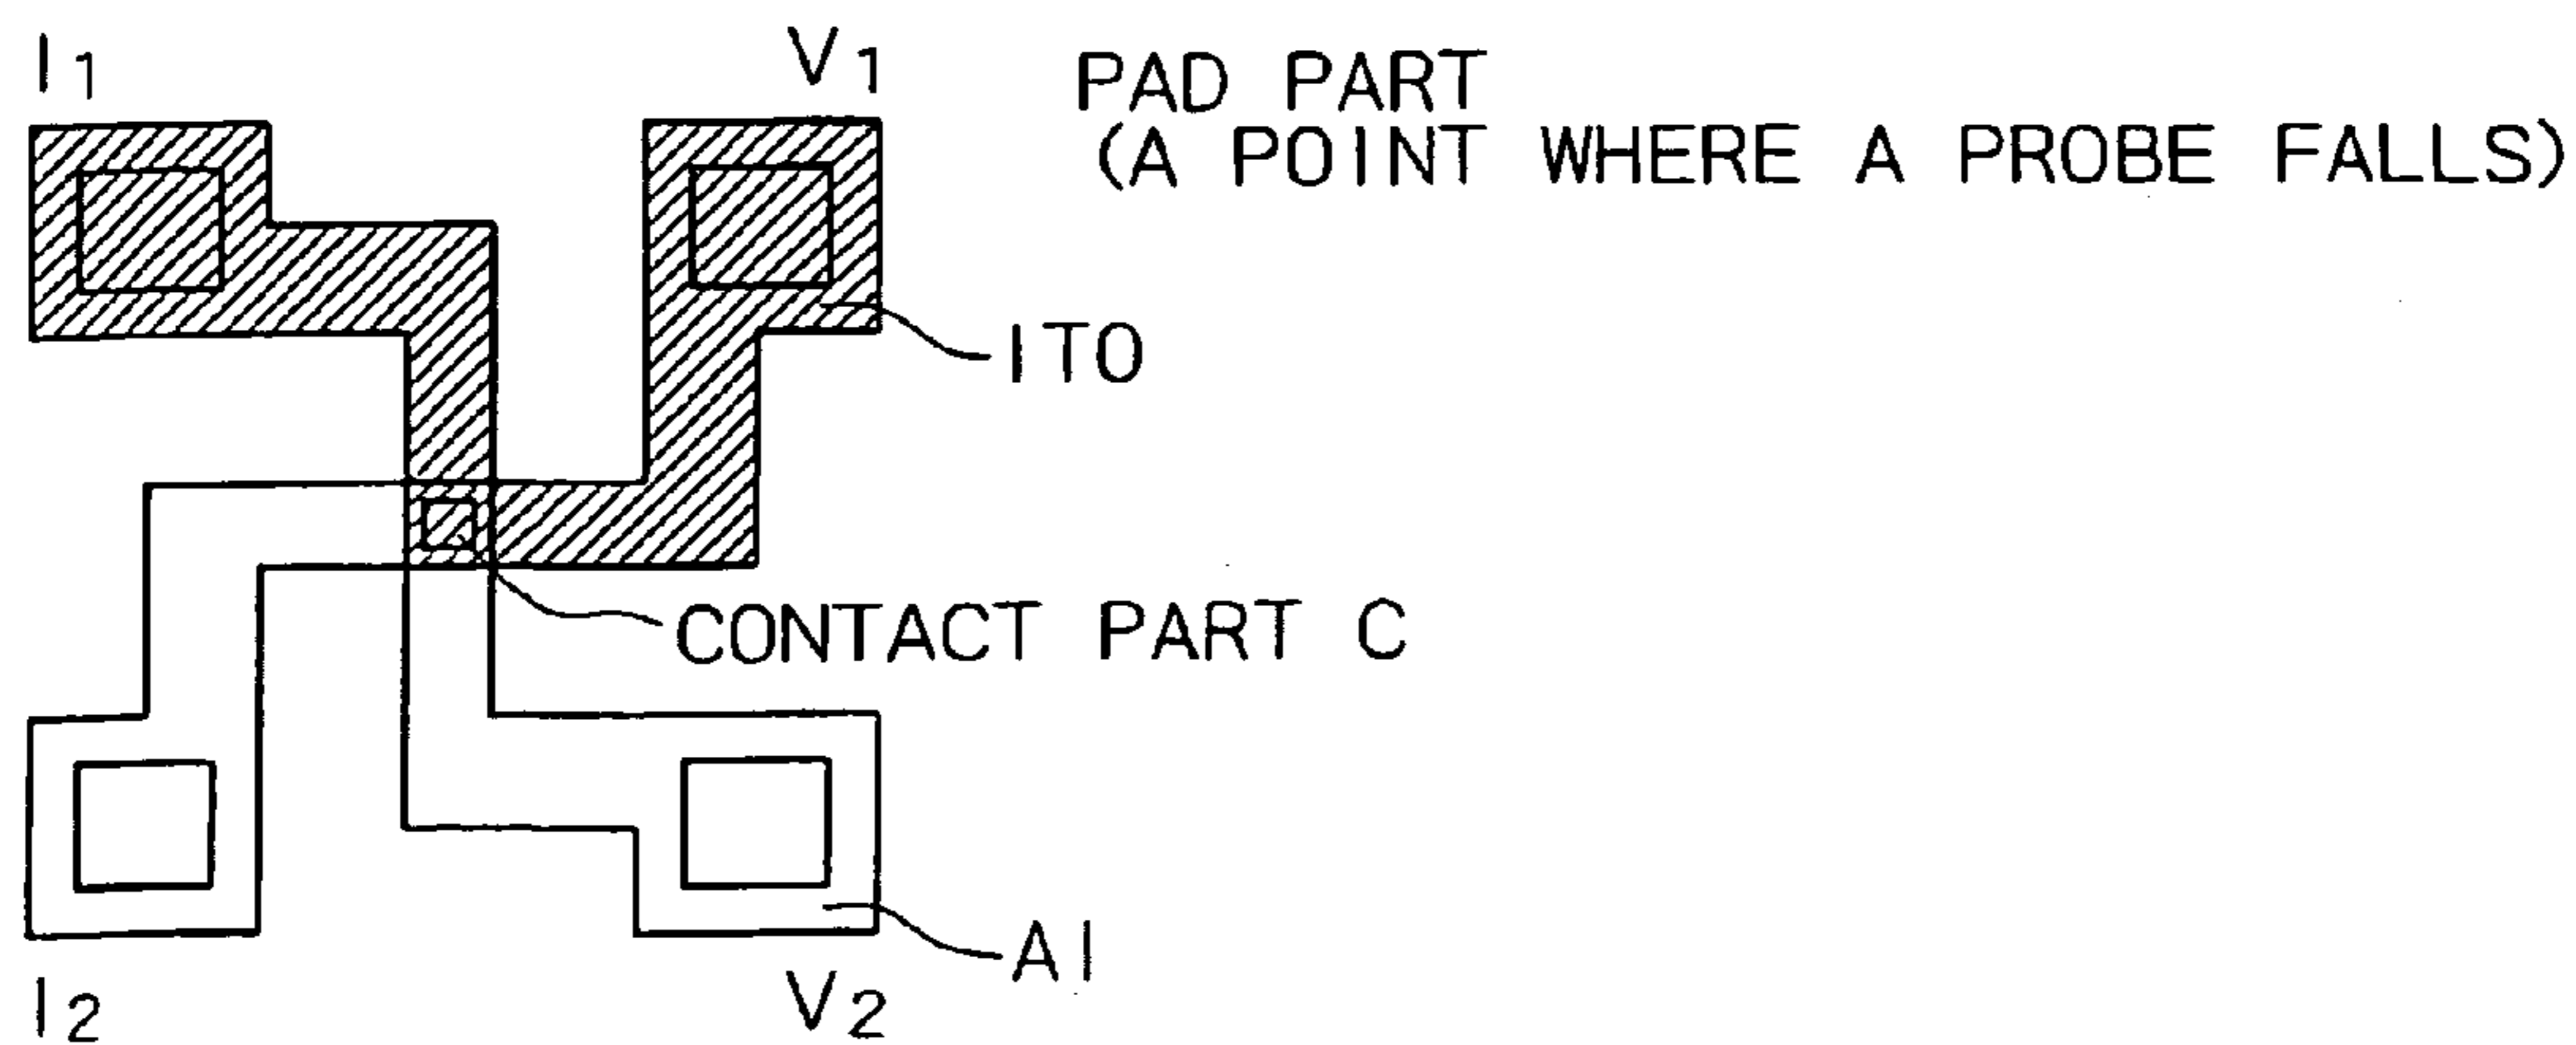 I1
V1
PAD PART
(A POINT WHERE A PROBE FALLS)
ITO
CONTACT PART C
Al
I2
V2